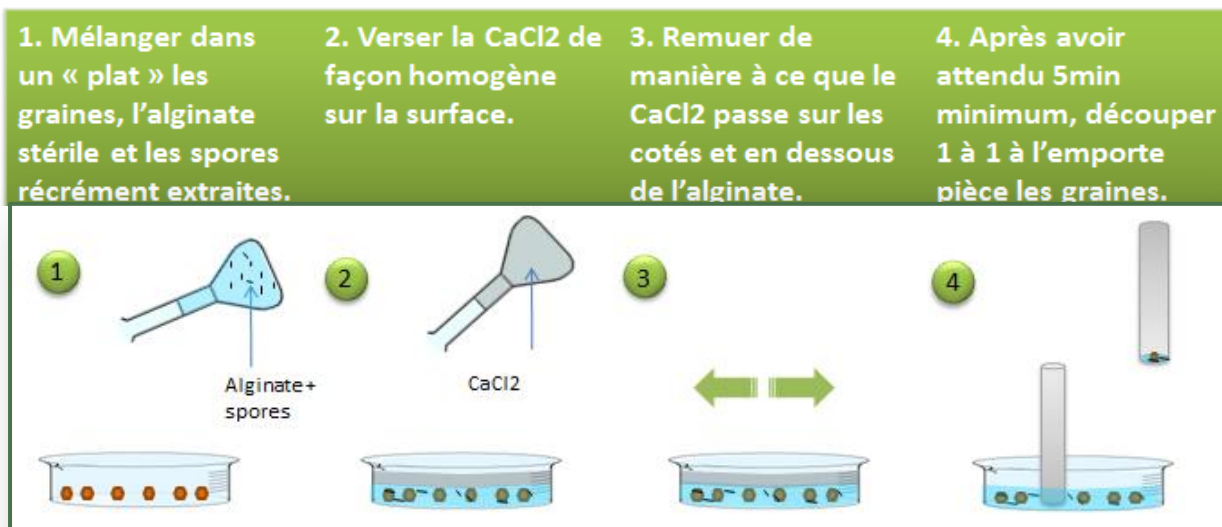 1. Mélanger dans
un « plat » les
graines, l'alginate
stérile et les spores
récrément extraites.
2. Verser la CaCl2 de
façon homogène
sur la surface.
3. Remuer de
manière à ce que le
CaCl2 passe sur les
cotés et en dessous
de l'alginate.
4. Après avoir
attendu 5min
minimum, découper
1 à 1 à l'emporte
pièce les graines.
1
Alginate+
spores
2
CaCl2
3
4